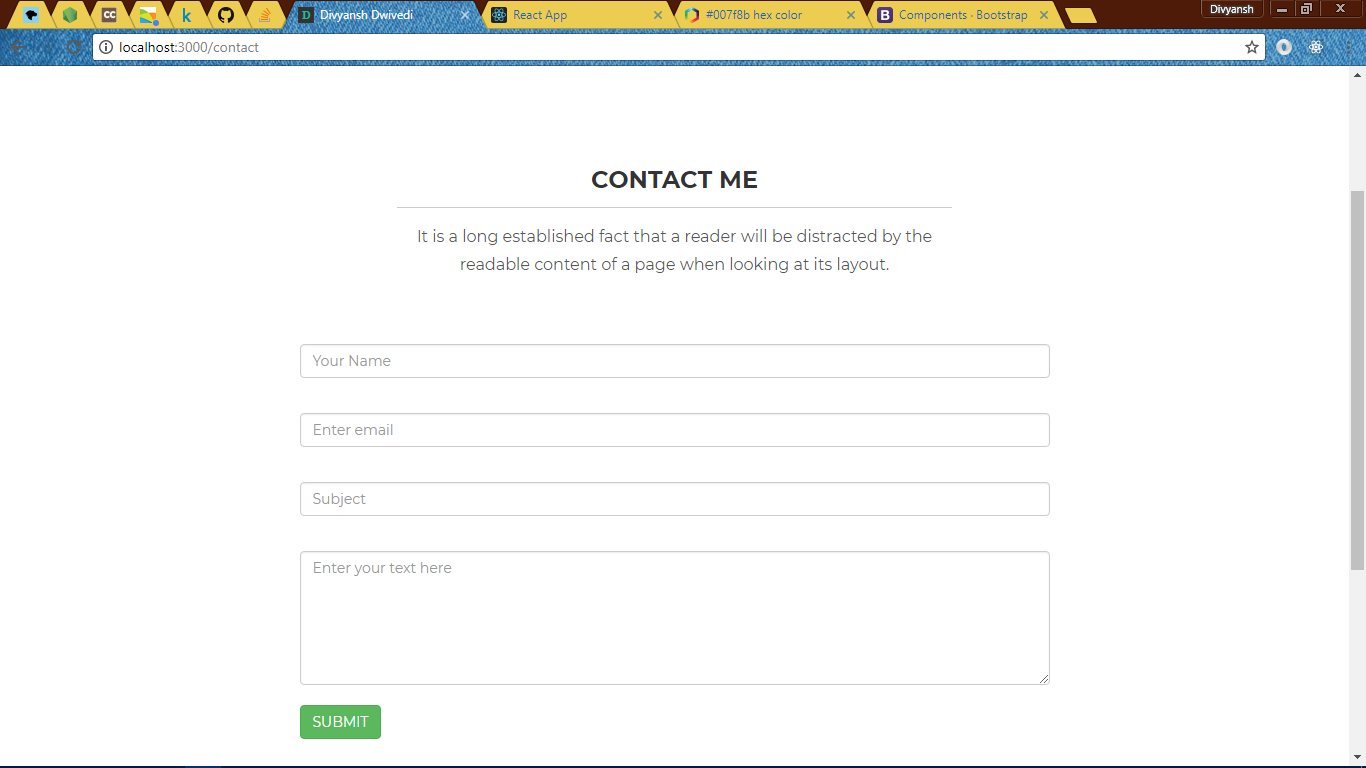 CC
k
D
Divyansh Dwivedi
React App
#007f8b hex color
B
Components · Bootstrap
Divyansh
localhost:3000/contact
CONTACT ME
It is a long established fact that a reader will be distracted by the
readable content of a page when looking at its layout.
Your Name
Enter email
Subject
Enter your text here
SUBMIT